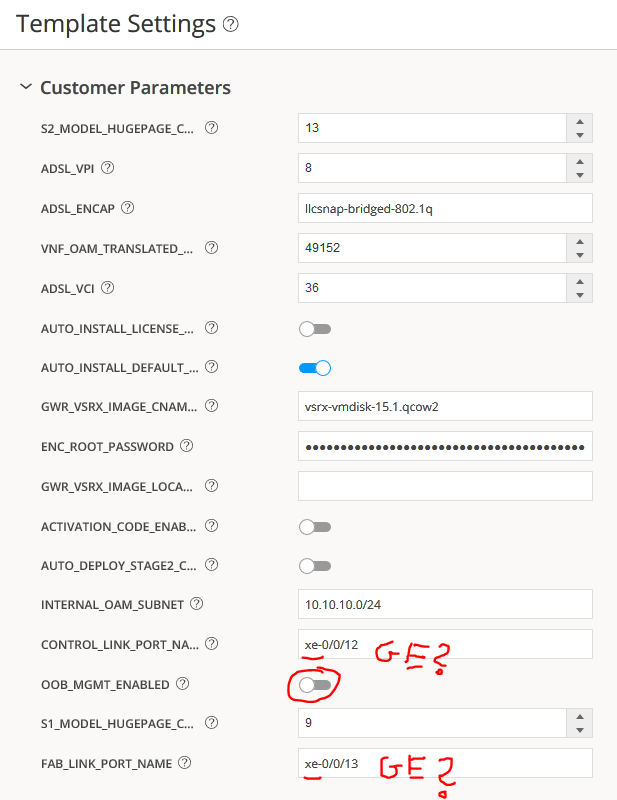 Template Settings ?
Customer Parameters
S2_MODEL_HUGEPAGE_C... ? 13
ADSL_VPI ? 8
ADSL_ENCAP ? llcsnap-bridged-802.1q
VNF_OAM_TRANSLATED_... ? 49152
ADSL_VCI ? 36
AUTO_INSTALL_LICENSE_... ?
AUTO_INSTALL_DEFAULT_... ?
GWR_VSRX_IMAGE_CNAM... ? vsrx-vmdisk-15.1.qcow2
ENC_ROOT_PASSWORD ? ••••••••••••••••••••••••••••••••••••••••
GWR_VSRX_IMAGE_LOCA... ?
ACTIVATION_CODE_ENAB... ?
AUTO_DEPLOY_STAGE2_C... ?
INTERNAL_OAM_SUBNET ? 10.10.10.0/24
CONTROL_LINK_PORT_NA... ? xe-0/0/12 GE?
OOB_MGMT_ENABLED ?
S1_MODEL_HUGEPAGE_C... ? 9
FAB_LINK_PORT_NAME ? xe-0/0/13 GE?